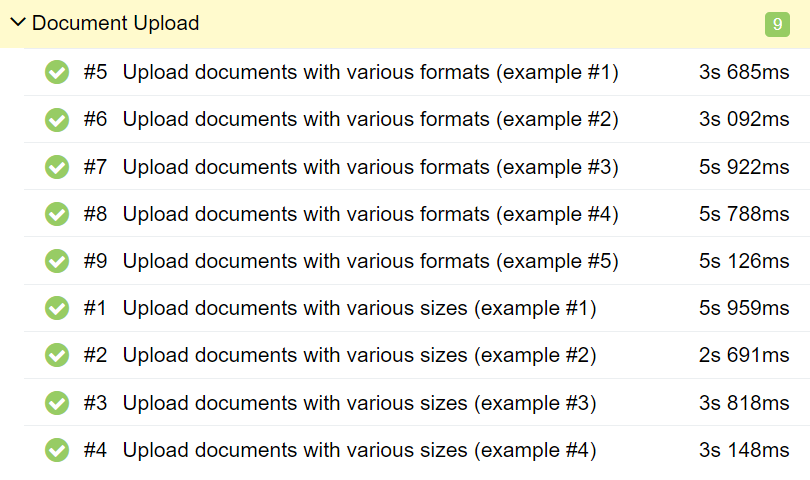 Document Upload 9
#5 Upload documents with various formats (example #1) 3s 685ms
#6 Upload documents with various formats (example #2) 3s 092ms
#7 Upload documents with various formats (example #3) 5s 922ms
#8 Upload documents with various formats (example #4) 5s 788ms
#9 Upload documents with various formats (example #5) 5s 126ms
#1 Upload documents with various sizes (example #1) 5s 959ms
#2 Upload documents with various sizes (example #2) 2s 691ms
#3 Upload documents with various sizes (example #3) 3s 818ms
#4 Upload documents with various sizes (example #4) 3s 148ms